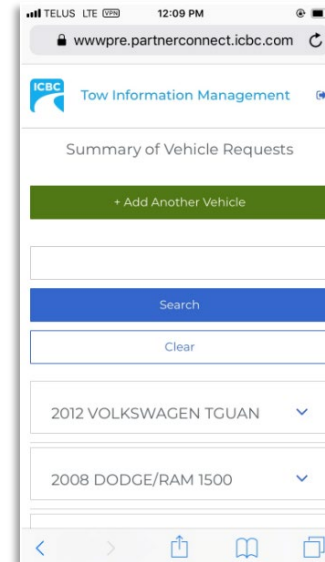 TELUS LTE VPN 12:09 PM
wwwpre.partnerconnect.icbc.com
ICBC
Tow Information Management
Summary of Vehicle Requests
+ Add Another Vehicle
Search
Clear
2012 VOLKSWAGEN TGUAN
2008 DODGE/RAM 1500